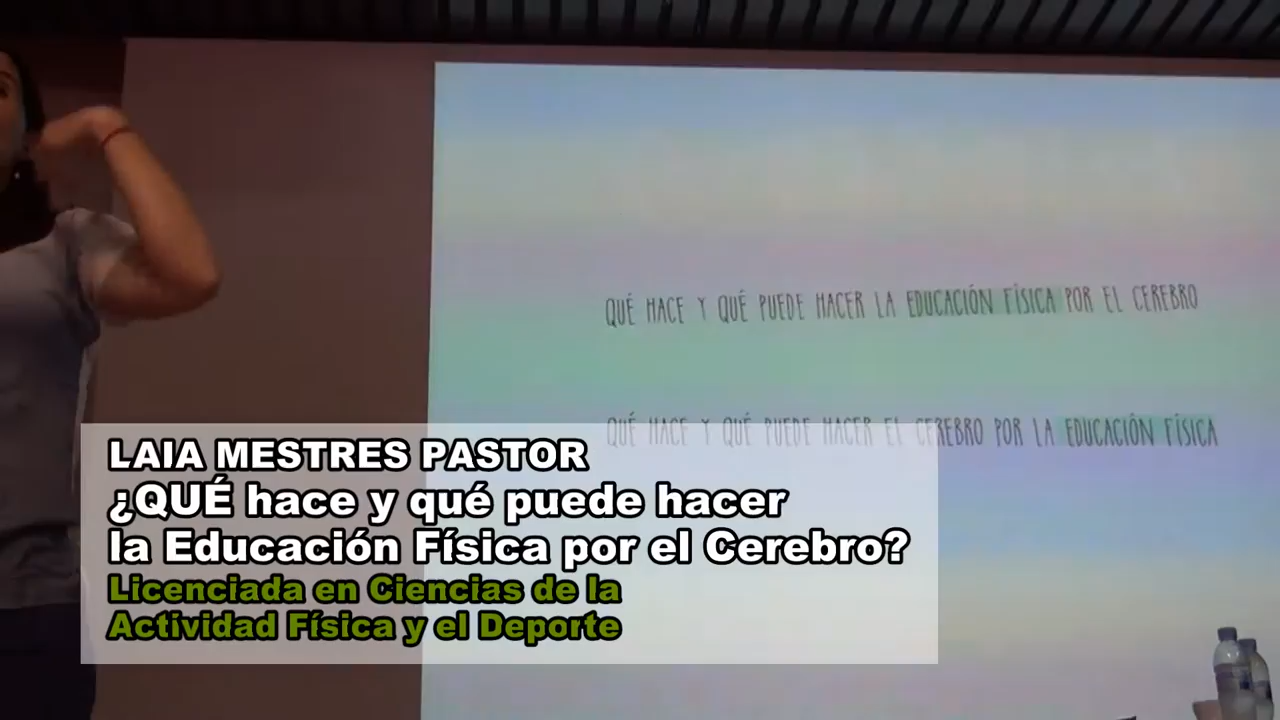 QUÉ HACE Y QUÉ PUEDE HACER LA EDUCACIÓN FÍSICA POR EL CEREBRO
QUÉ HACE Y QUÉ PUEDE HACER EL CEREBRO POR LA EDUCACIÓN FÍSICA
LAIA MESTRES PASTOR
¿QUÉ hace y qué puede hacer
la Educación Física por el Cerebro?
Licenciada en Ciencias de la
Actividad Física y el Deporte